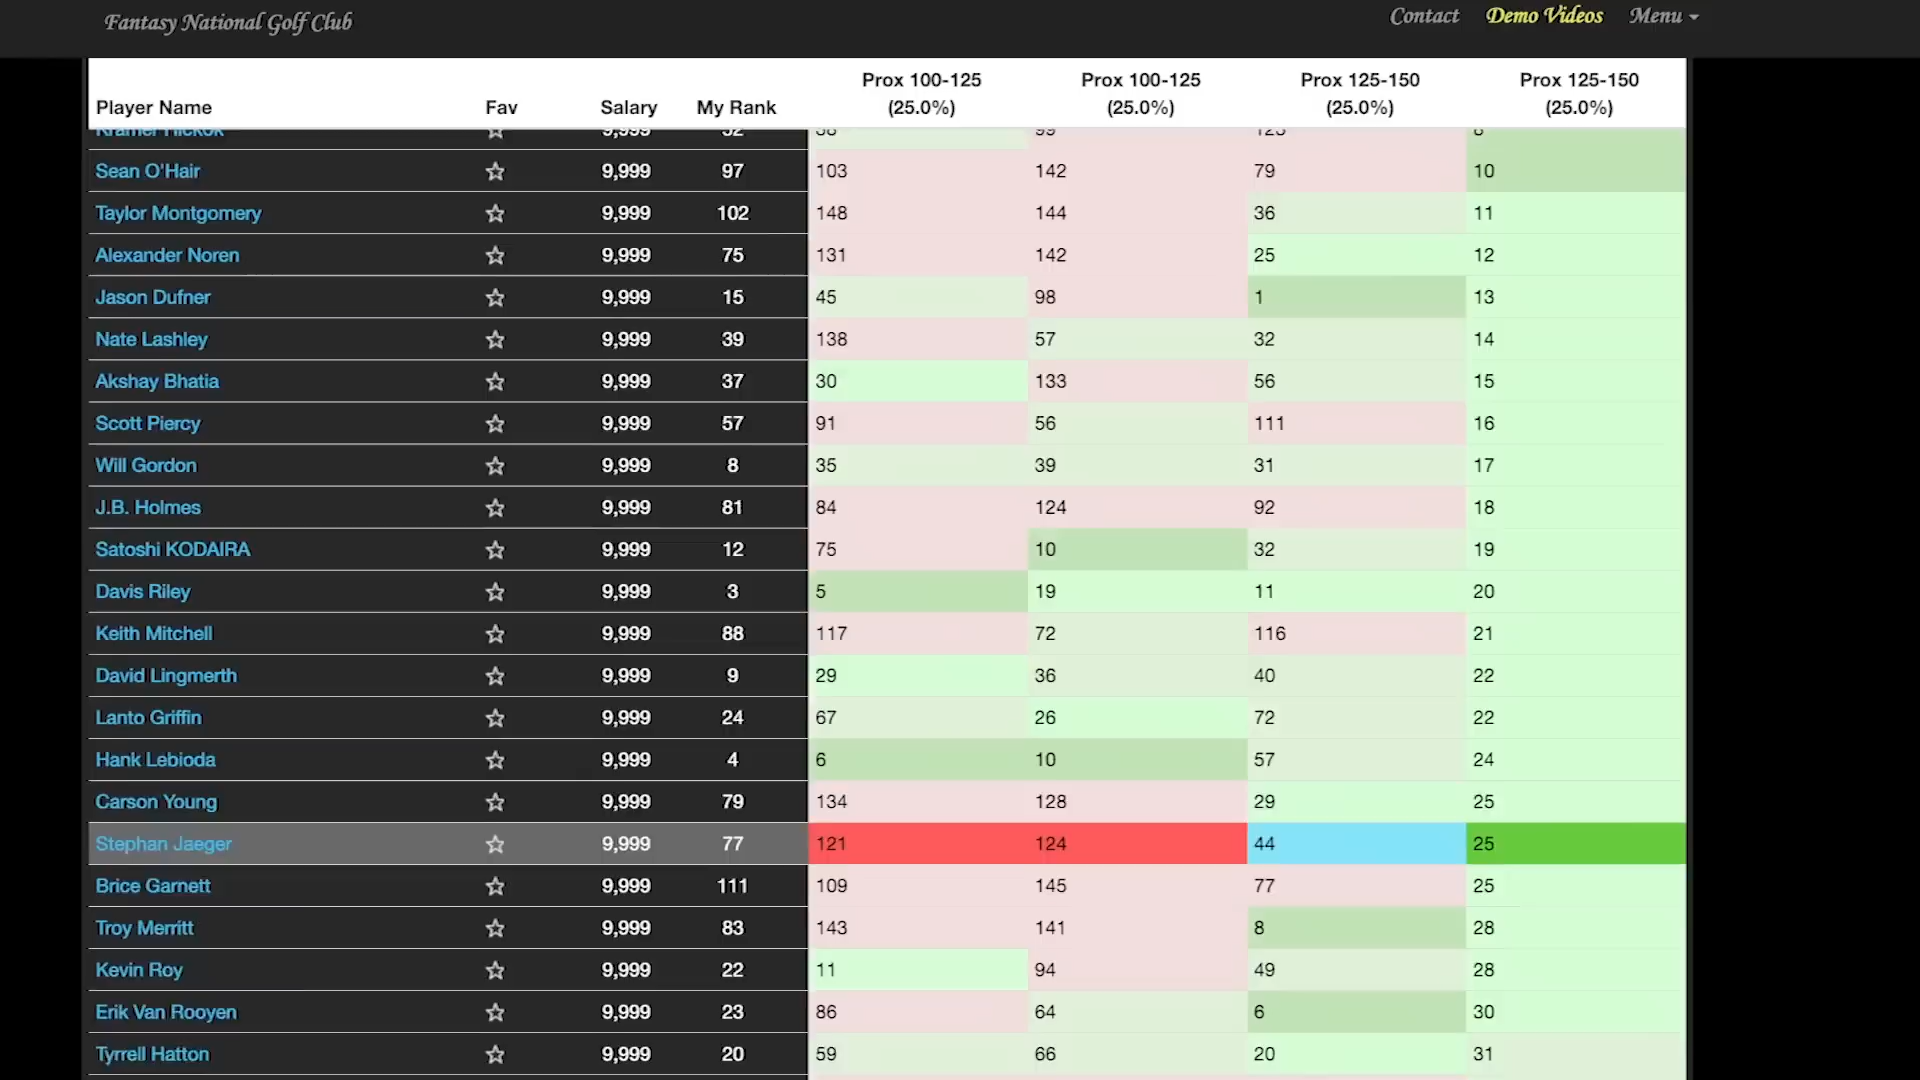 Fantasy National Golf Club Contact Demo Videos Menu
Prox 100-125 Prox 100-125 Prox 125-150 Prox 125-150
Player Name Fav Salary My Rank (25.0%) (25.0%) (25.0%) (25.0%)
Kramer Hickok 9,999 52 58 99 123 8
Sean O'Hair 9,999 97 103 142 79 10
Taylor Montgomery 9,999 102 148 144 36 11
Alexander Noren 9,999 75 131 142 25 12
Jason Dufner 9,999 15 45 98 1 13
Nate Lashley 9,999 39 138 57 32 14
Akshay Bhatia 9,999 37 30 133 56 15
Scott Piercy 9,999 57 91 56 111 16
Will Gordon 9,999 8 35 39 31 17
J.B. Holmes 9,999 81 84 124 92 18
Satoshi KODAIRA 9,999 12 75 10 32 19
Davis Riley 9,999 3 5 19 11 20
Keith Mitchell 9,999 88 117 72 116 21
David Lingmerth 9,999 9 29 36 40 22
Lanto Griffin 9,999 24 67 26 72 22
Hank Lebioda 9,999 4 6 10 57 24
Carson Young 9,999 79 134 128 29 25
Stephan Jaeger 9,999 77 121 124 44 25
Brice Garnett 9,999 111 109 145 77 25
Troy Merritt 9,999 83 143 141 8 28
Kevin Roy 9,999 22 11 94 49 28
Erik Van Rooyen 9,999 23 86 64 6 30
Tyrrell Hatton 9,999 20 59 66 20 31